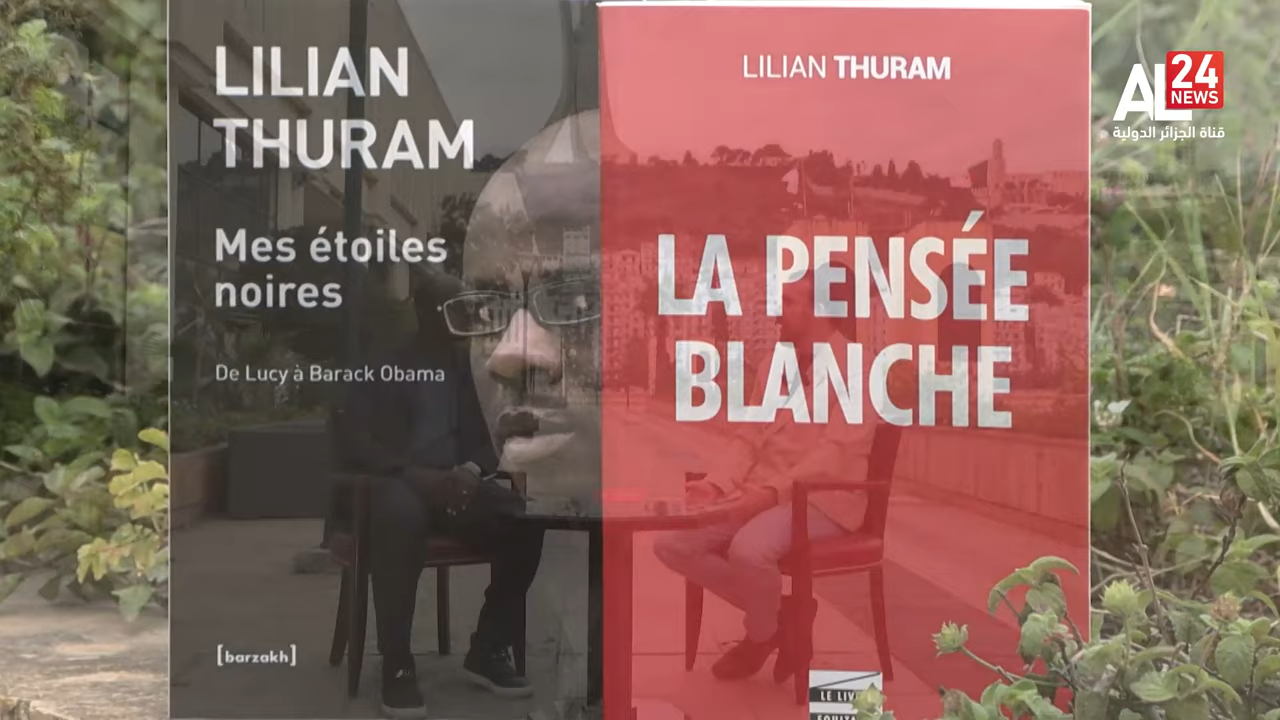 LILIAN
THURAM
Mes étoiles
noires
De Lucy à Barack Obama
[barzakh]
LILIAN THURAM
LA PENSÉE
BLANCHE
LE LIV
AL
24
NEWS
قناة الجزائر الدولية